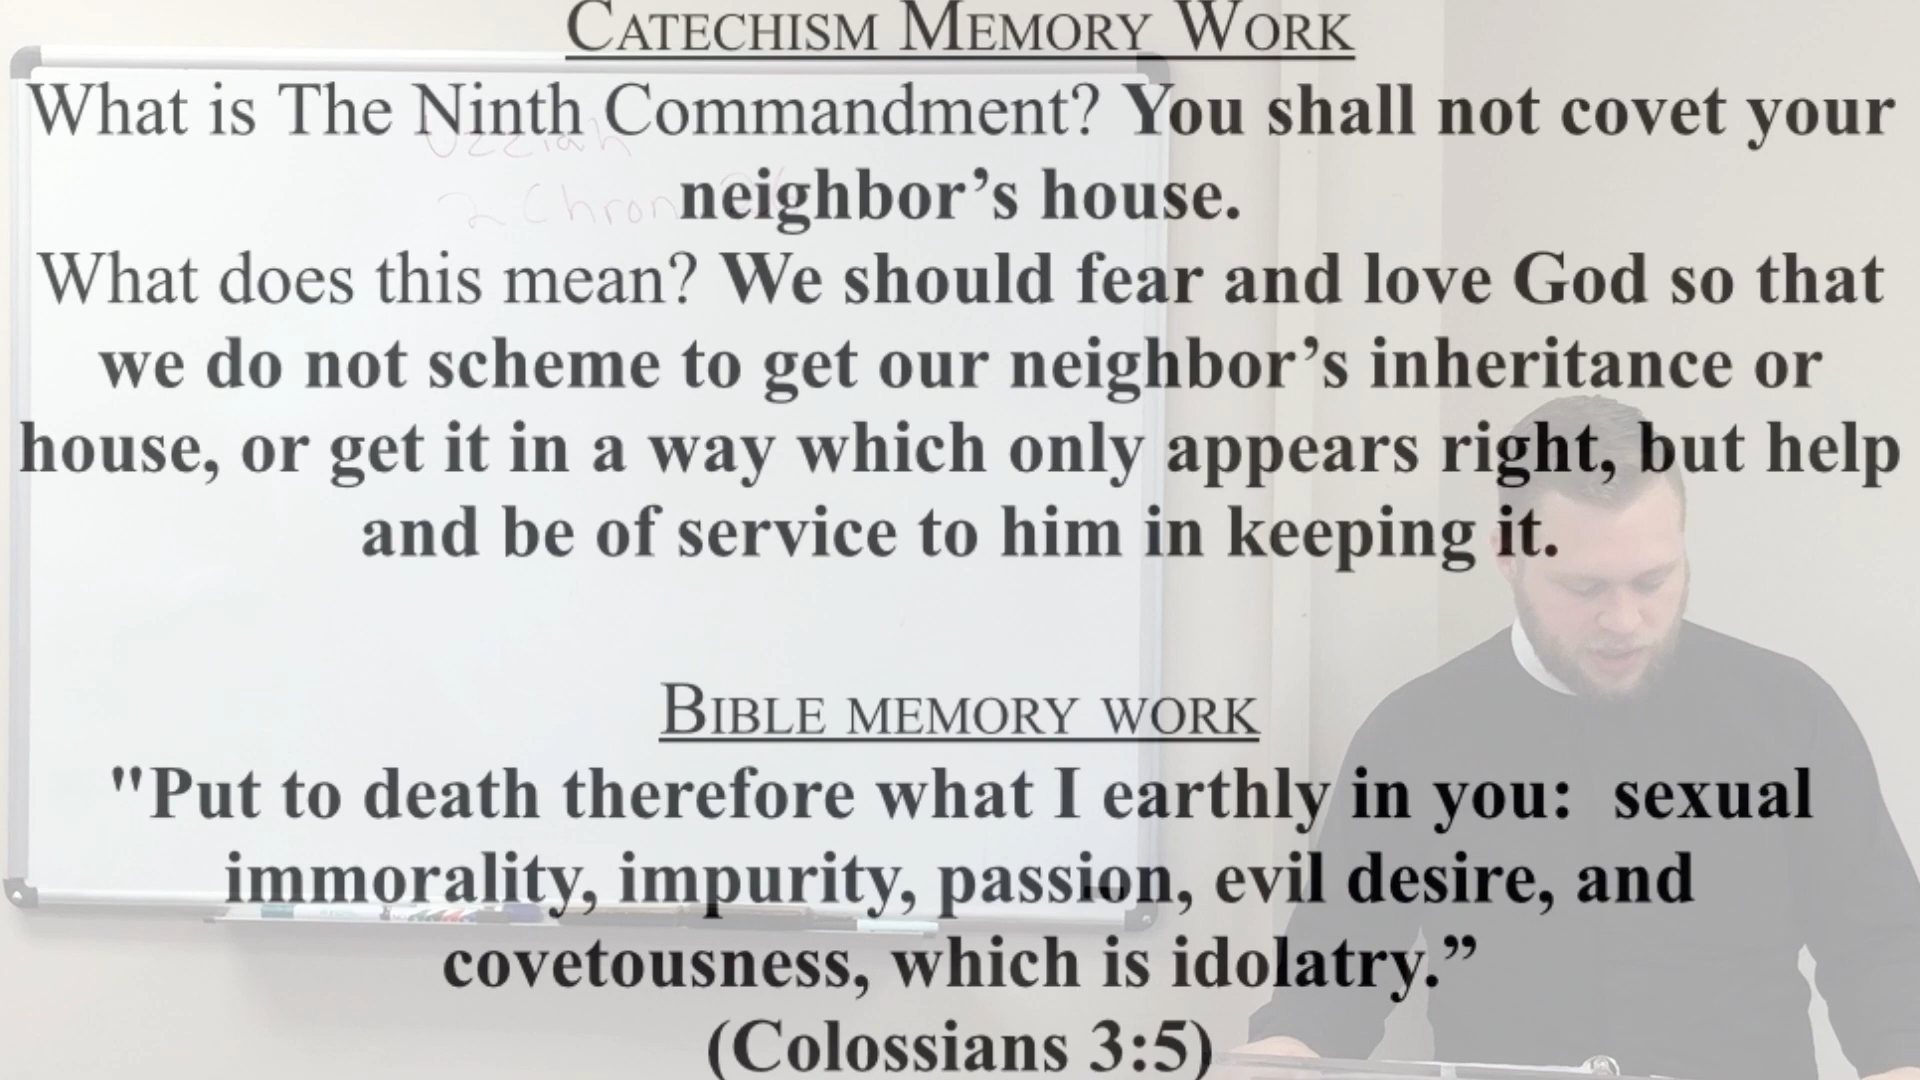 CATECHISM MEMORY WORK
What is The Ninth Commandment? You shall not covet your
neighbor’s house.
What does this mean? We should fear and love God so that
we do not scheme to get our neighbor’s inheritance or
house, or get it in a way which only appears right, but help
and be of service to him in keeping it.
BIBLE MEMORY WORK
"Put to death therefore what I earthly in you:  sexual
immorality, impurity, passion, evil desire, and
covetousness, which is idolatry.”
(Colossians 3:5)
Uzziah
2 Chron